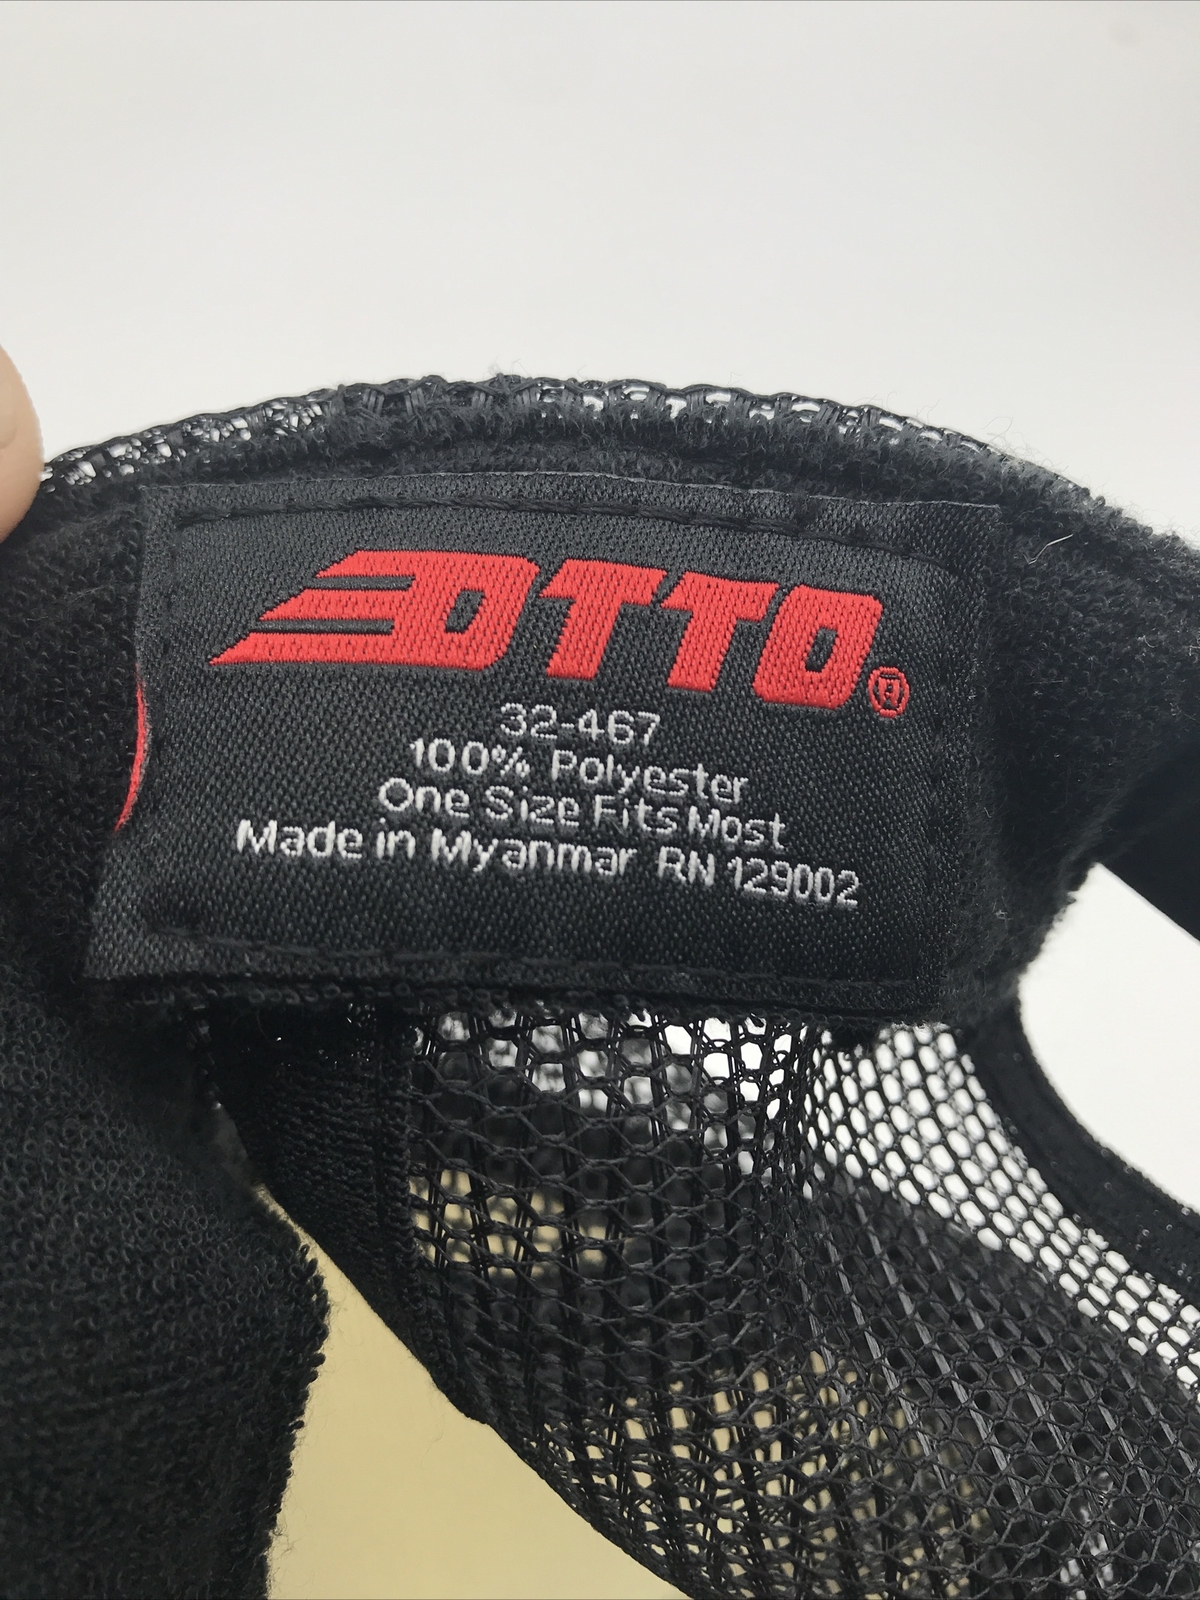 OTTO®
32-467
100% Polyester
One Size Fits Most
Made in Myanmar RN 129002